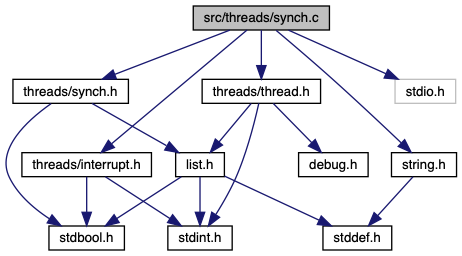 src/threads/synch.c
threads/synch.h
threads/thread.h
stdio.h
threads/interrupt.h
list.h
debug.h
string.h
stdbool.h
stdint.h
stddef.h